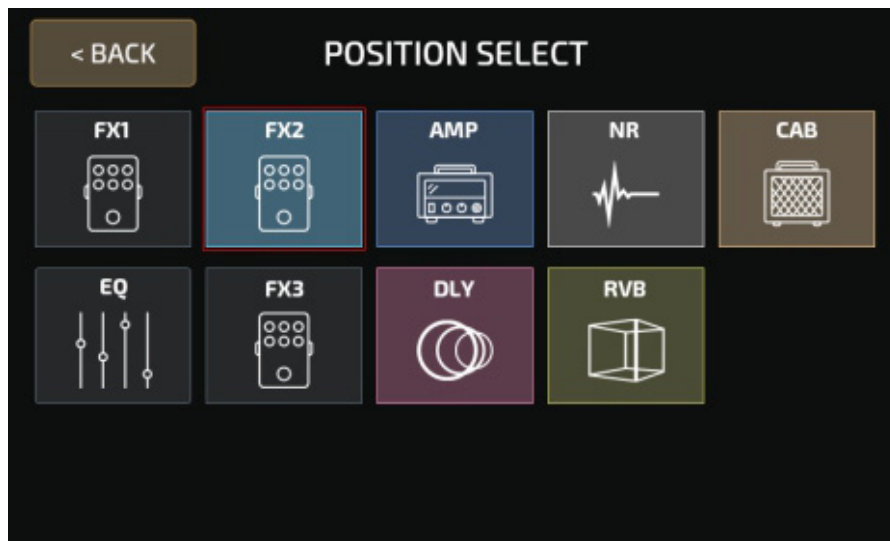 < BACK
POSITION SELECT
FX1
FX2
AMP
NR
CAB
EQ
FX3
DLY
RVB